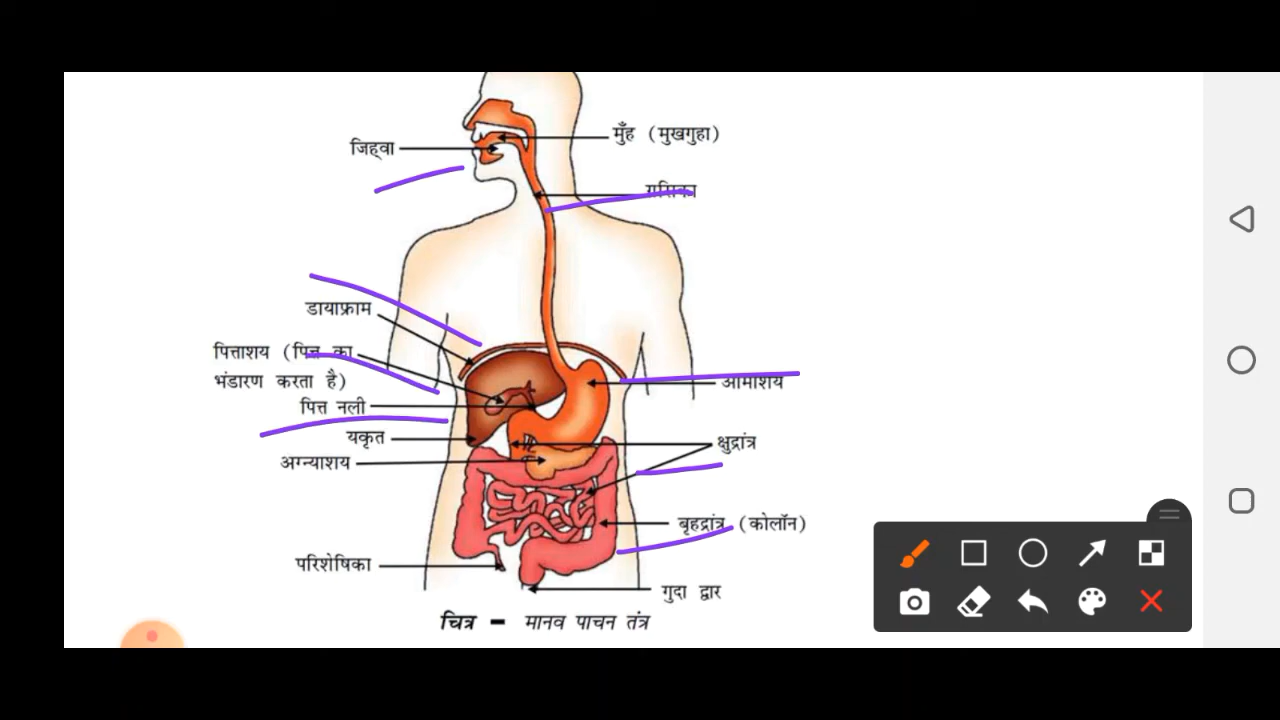 मुँह (मुखगुहा)
जिह्वा
ग्रसिका
डायाफ्राम
पित्ताशय (पित्त का
भंडारण करता है)
आमाशय
पित्त नली
यकृत
क्षुद्रांत्र
अग्न्याशय
बृहद्रांत्र (कोलॉन)
परिशेषिका
गुदा द्वार
चित्र – मानव पाचन तंत्र